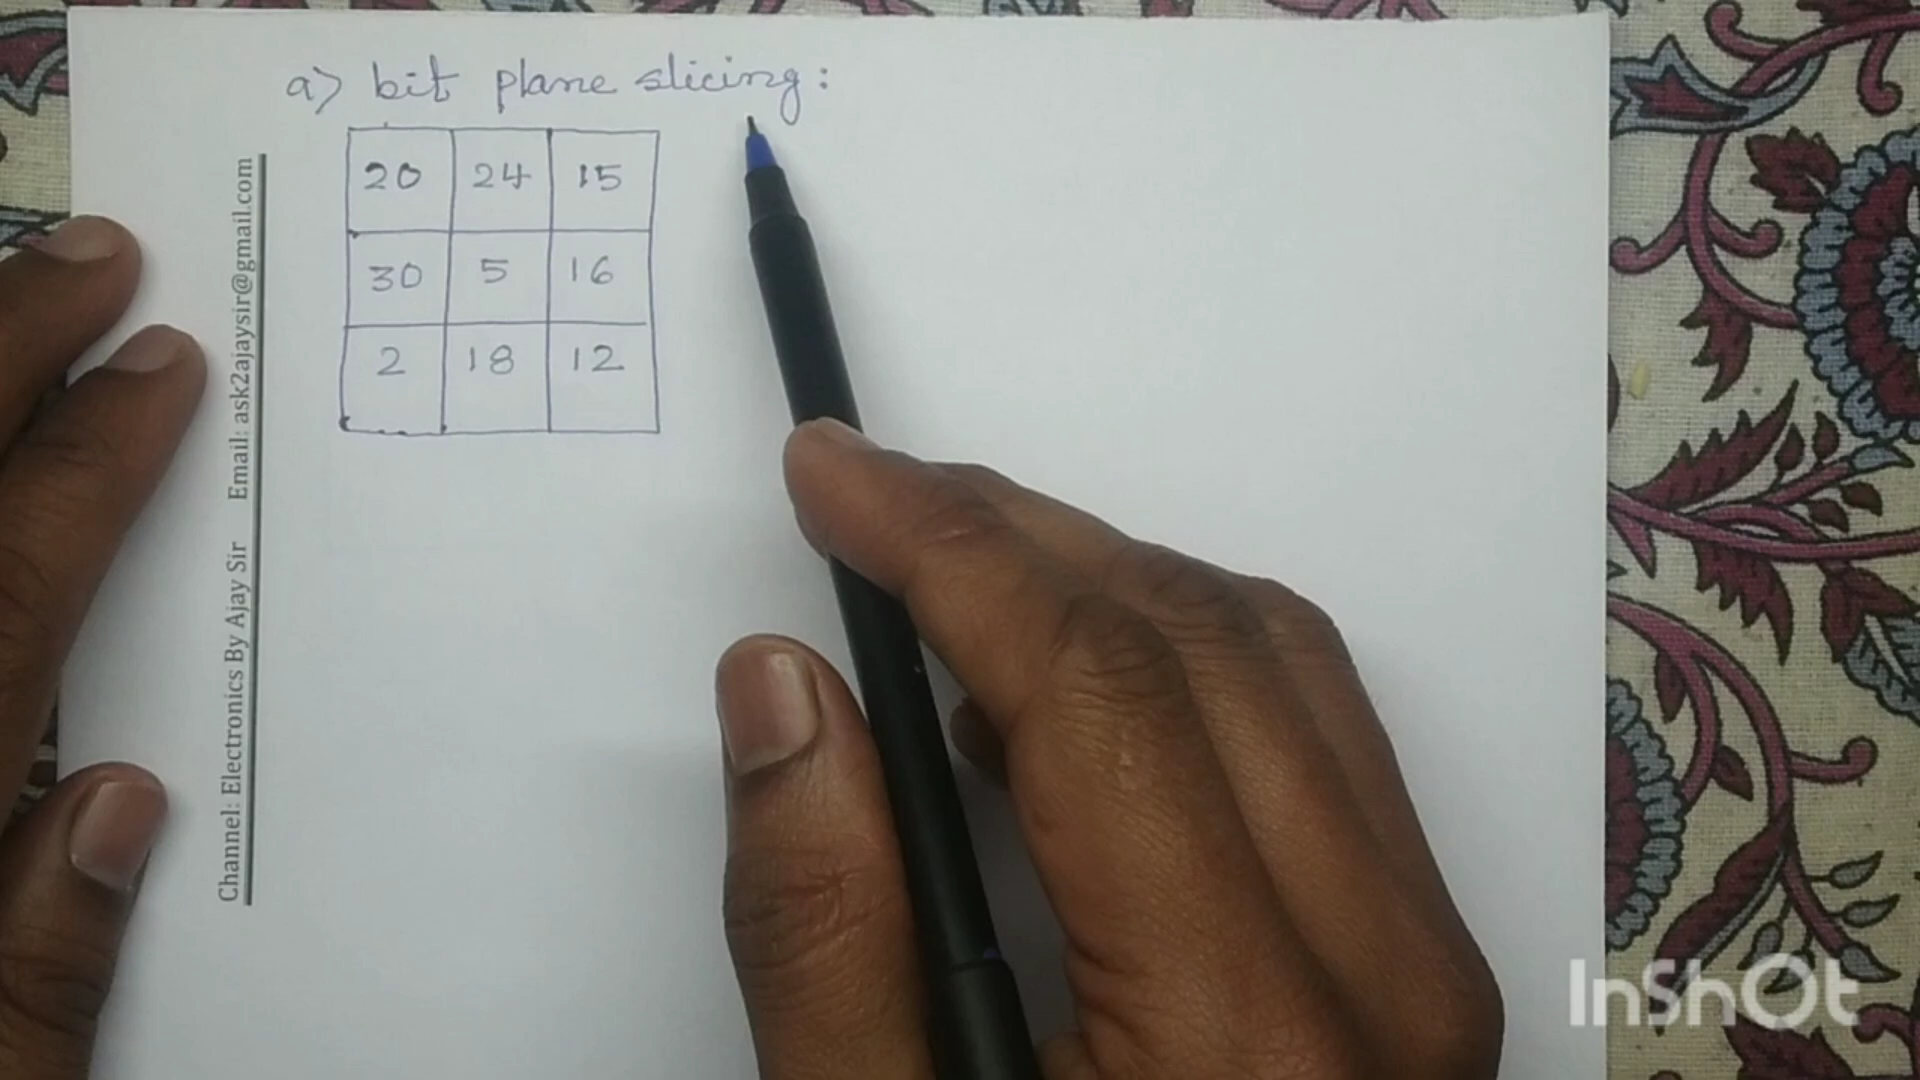 a) bit plane slicing:
20 24 15
30 5 16
2 18 12
Channel: Electronics By Ajay Sir Email: ask2ajaysir@gmail.com
InShOt